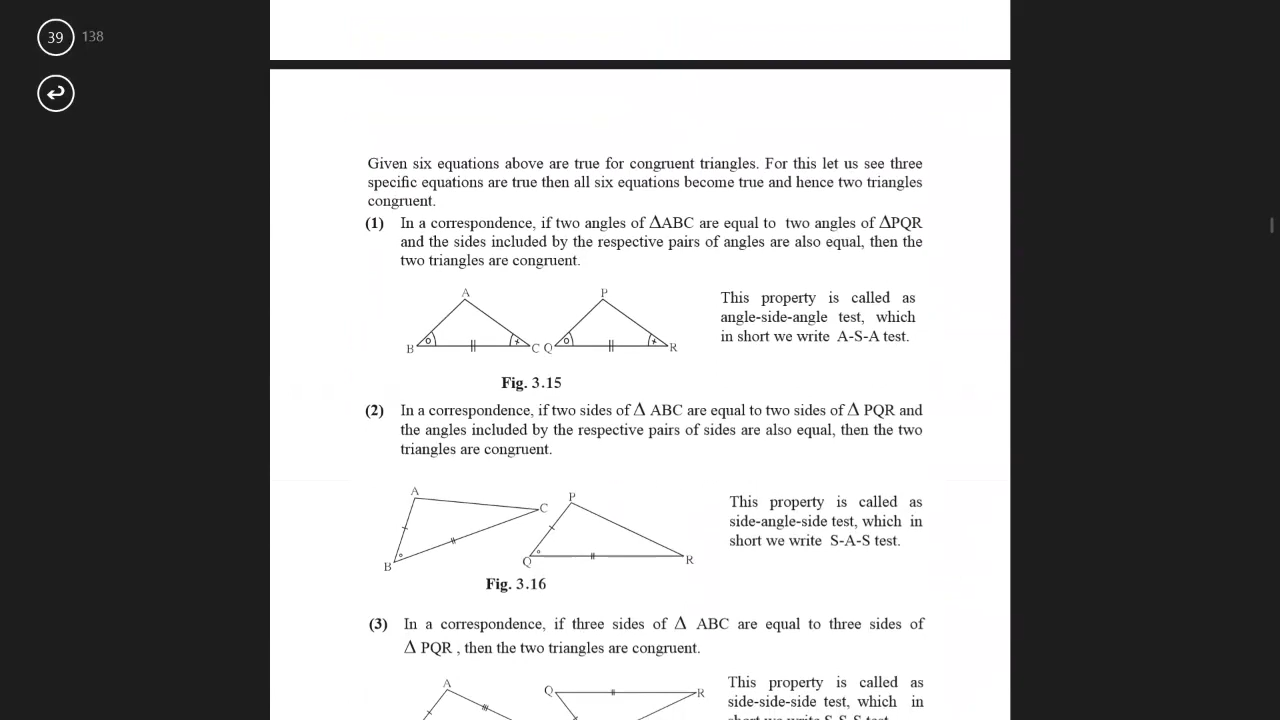 39 138
Given six equations above are true for congruent triangles. For this let us see three
specific equations are true then all six equations become true and hence two triangles
congruent.
(1) In a correspondence, if two angles of ΔABC are equal to two angles of ΔPQR
and the sides included by the respective pairs of angles are also equal, then the
two triangles are congruent.
A P
This property is called as
angle-side-angle test, which
in short we write A-S-A test.
B C Q R
Fig. 3.15
(2) In a correspondence, if two sides of Δ ABC are equal to two sides of Δ PQR and
the angles included by the respective pairs of sides are also equal, then the two
triangles are congruent.
A P
C
This property is called as
side-angle-side test, which in
short we write S-A-S test.
B Q R
Fig. 3.16
(3) In a correspondence, if three sides of Δ ABC are equal to three sides of
Δ PQR , then the two triangles are congruent.
A Q R
This property is called as
side-side-side test, which in
short we write S-S-S test.